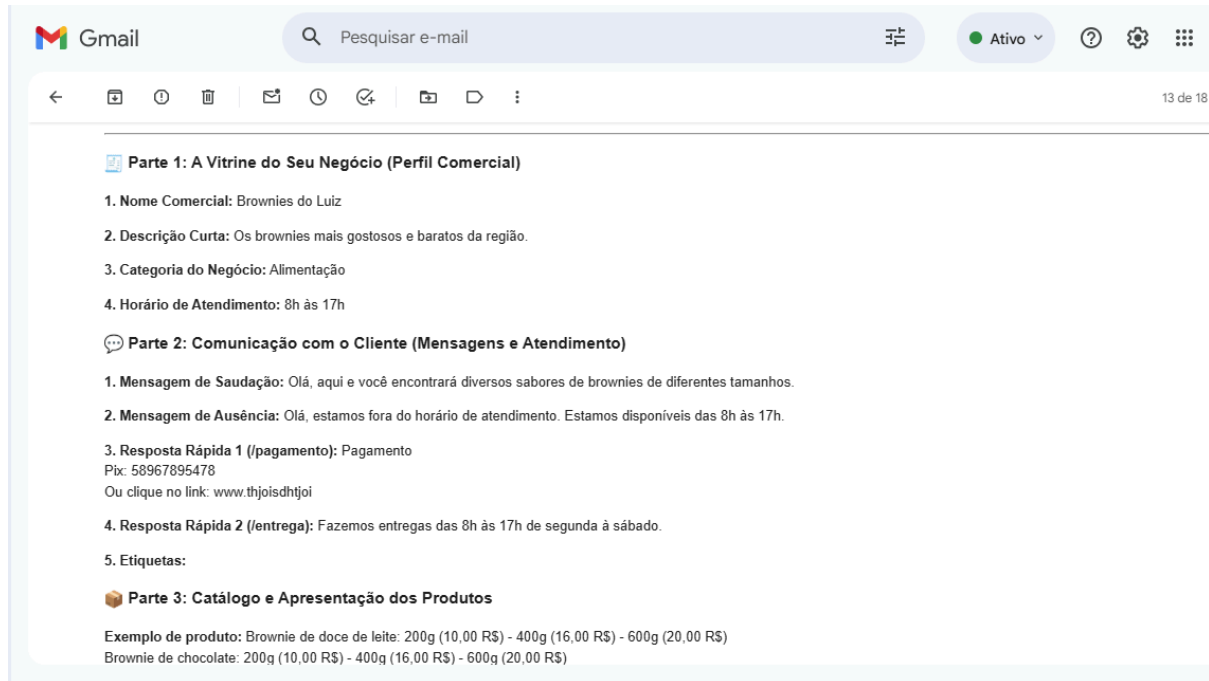 Gmail
Pesquisar e-mail
Ativo
13 de 18
Parte 1: A Vitrine do Seu Negócio (Perfil Comercial)
1. Nome Comercial: Brownies do Luiz
2. Descrição Curta: Os brownies mais gostosos e baratos da região.
3. Categoria do Negócio: Alimentação
4. Horário de Atendimento: 8h às 17h
Parte 2: Comunicação com o Cliente (Mensagens e Atendimento)
1. Mensagem de Saudação: Olá, aqui e você encontrará diversos sabores de brownies de diferentes tamanhos.
2. Mensagem de Ausência: Olá, estamos fora do horário de atendimento. Estamos disponíveis das 8h às 17h.
3. Resposta Rápida 1 (/pagamento): Pagamento
Pix: 58967895478
Ou clique no link: www.thjoisdhtjoi
4. Resposta Rápida 2 (/entrega): Fazemos entregas das 8h às 17h de segunda à sábado.
5. Etiquetas:
Parte 3: Catálogo e Apresentação dos Produtos
Exemplo de produto: Brownie de doce de leite: 200g (10,00 R$) - 400g (16,00 R$) - 600g (20,00 R$)
Brownie de chocolate: 200g (10,00 R$) - 400g (16,00 R$) - 600g (20,00 R$)